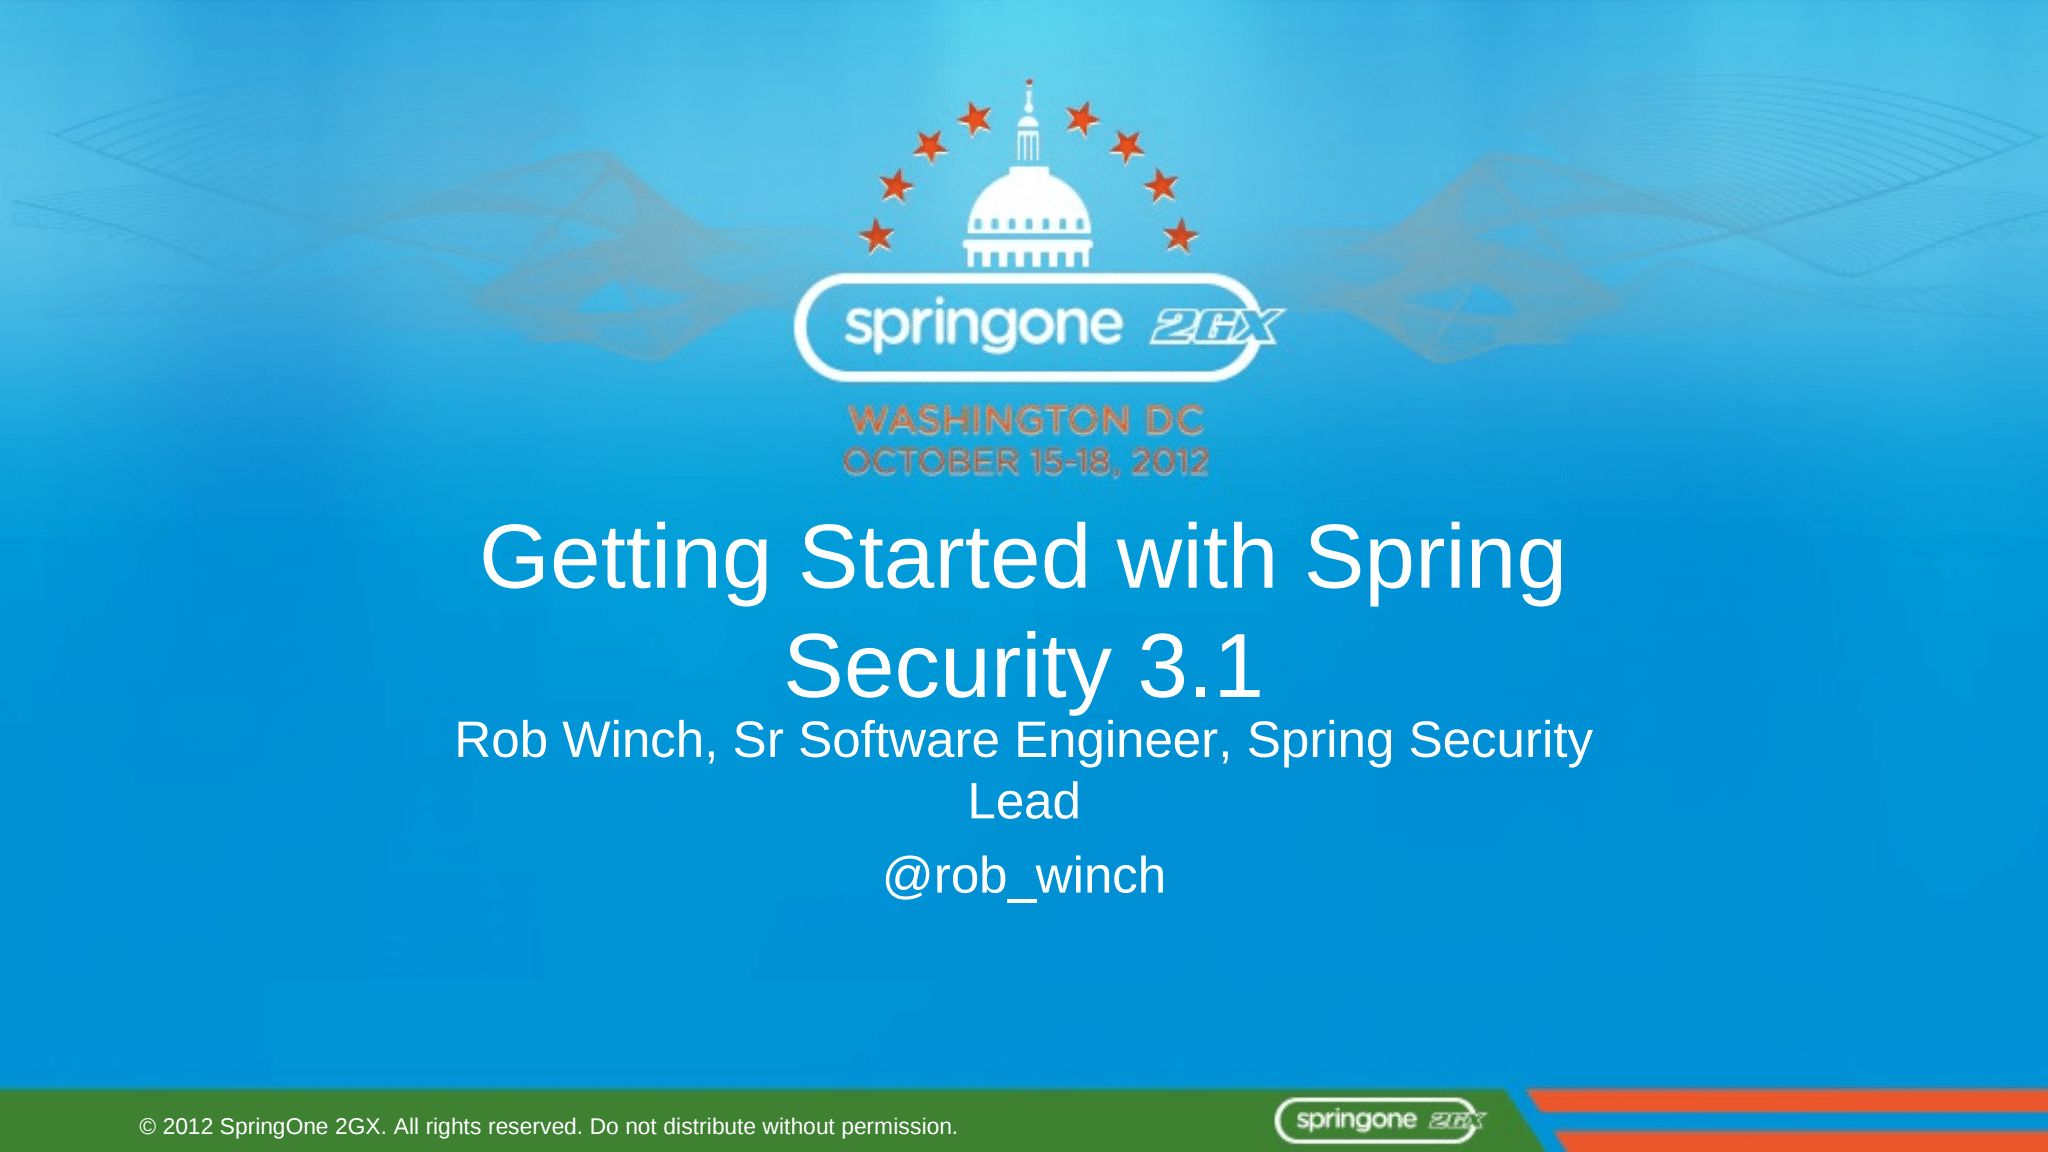 springone 2GX
WASHINGTON DC
OCTOBER 15-18, 2012
Getting Started with Spring
Security 3.1
Rob Winch, Sr Software Engineer, Spring Security
Lead
@rob_winch
© 2012 SpringOne 2GX. All rights reserved. Do not distribute without permission.
springone 2GX